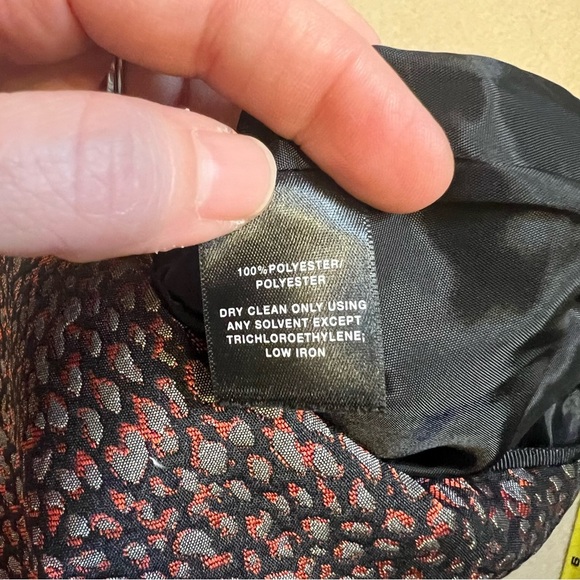 100%POLYESTER/
POLYESTER
DRY CLEAN ONLY USING
ANY SOLVENT EXCEPT
TRICHLOROETHYLENE;
LOW IRON